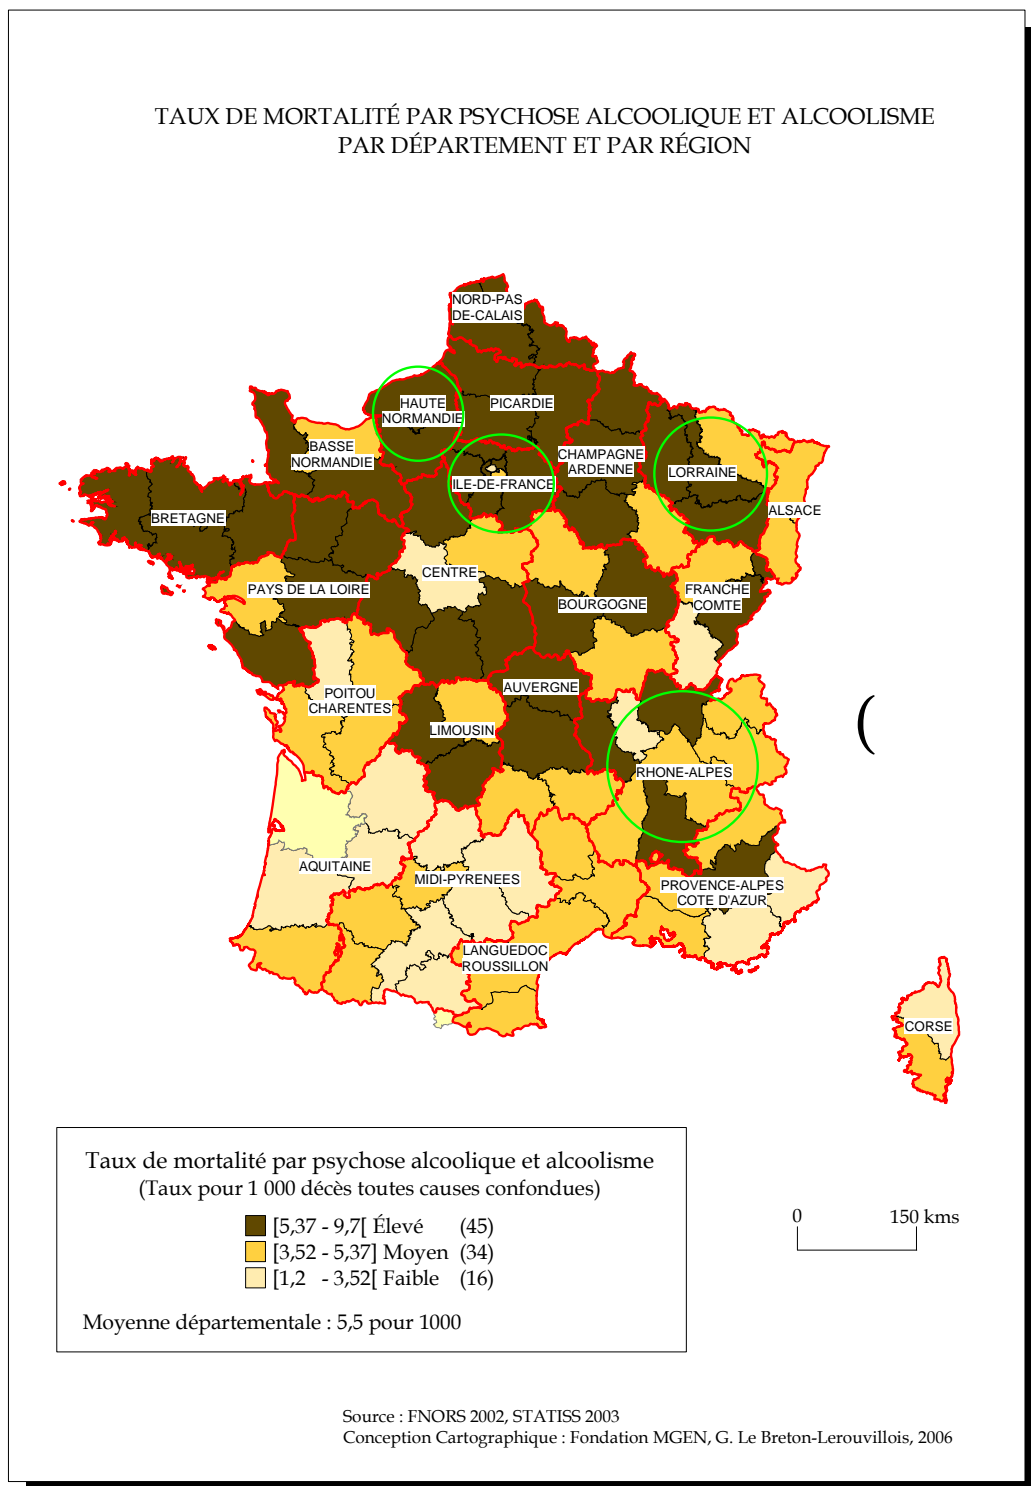 TAUX DE MORTALITÉ PAR PSYCHOSE ALCOOLIQUE ET ALCOOLISME
PAR DÉPARTEMENT ET PAR RÉGION
NORD-PAS
DE-CALAIS
HAUTE
NORMANDIE
PICARDIE
BASSE
NORMANDIE
CHAMPAGNE
ARDENNE
LORRAINE
ILE-DE-FRANCE
ALSACE
BRETAGNE
CENTRE
PAYS DE LA LOIRE
FRANCHE
COMTE
BOURGOGNE
POITOU
CHARENTES
AUVERGNE
LIMOUSIN
(
RHONE-ALPES
AQUITAINE
MIDI-PYRENEES
PROVENCE-ALPES
COTE D'AZUR
LANGUEDOC
ROUSSILLON
CORSE
Taux de mortalité par psychose alcoolique et alcoolisme
(Taux pour 1 000 décès toutes causes confondues)
[5,37 - 9,7[ Élevé (45)
[3,52 - 5,37] Moyen (34)
[1,2 - 3,52[ Faible (16)
Moyenne départementale : 5,5 pour 1000
0 150 kms
Source : FNORS 2002, STATISS 2003
Conception Cartographique : Fondation MGEN, G. Le Breton-Lerouvillois, 2006